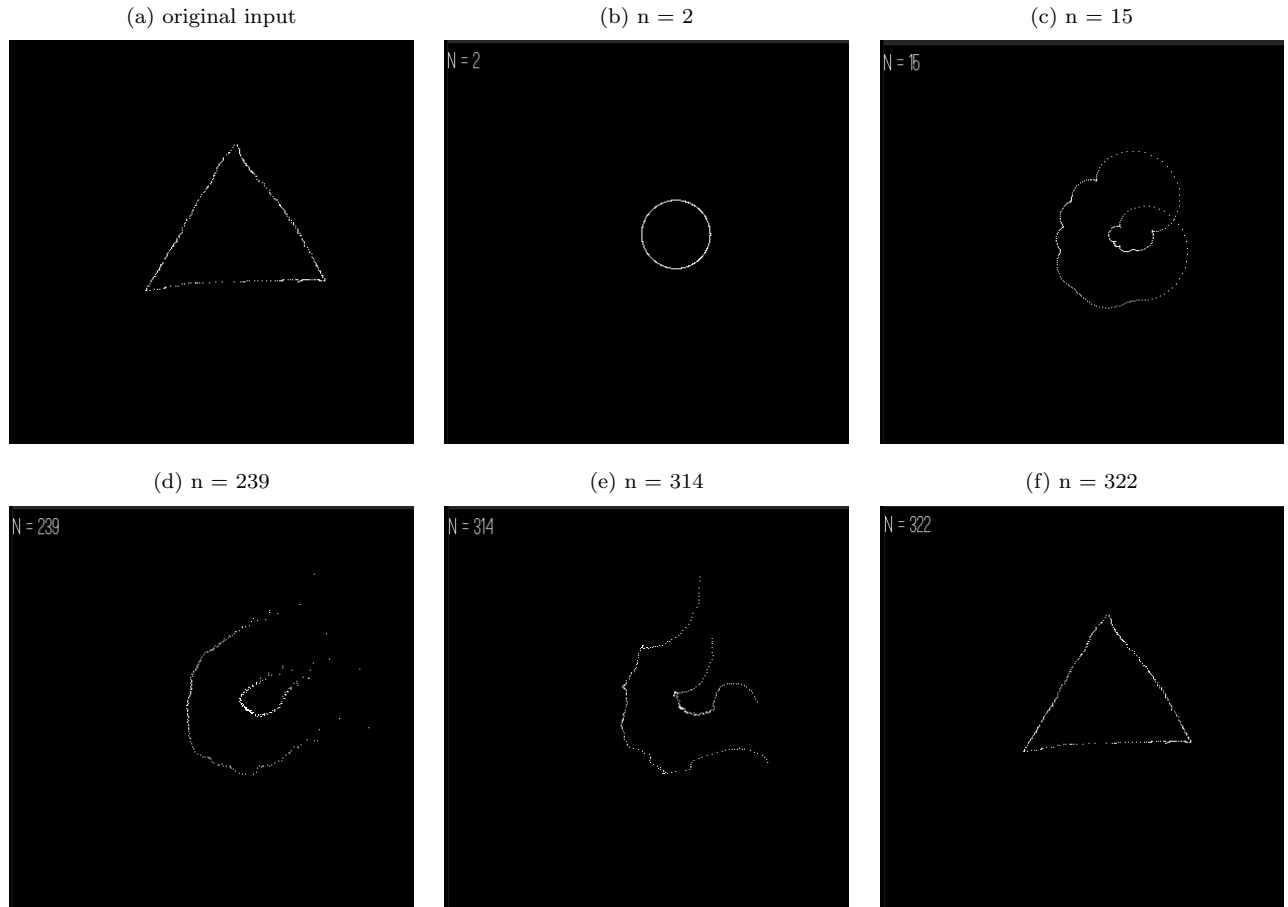 (a) original input
(b) n = 2
(c) n = 15
N = 2
N = 15
(d) n = 239
(e) n = 314
(f) n = 322
N = 239
N = 314
N = 322